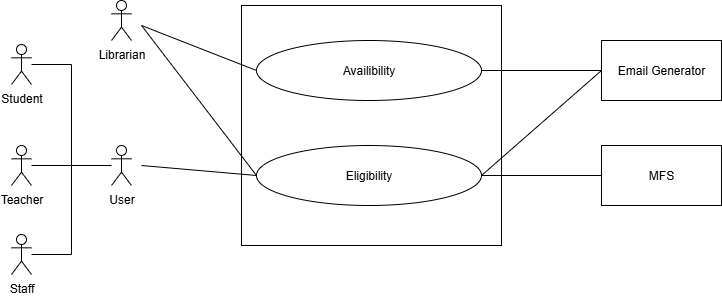 Librarian
Student
Teacher
User
Staff
Availibility
Eligibility
Email Generator
MFS